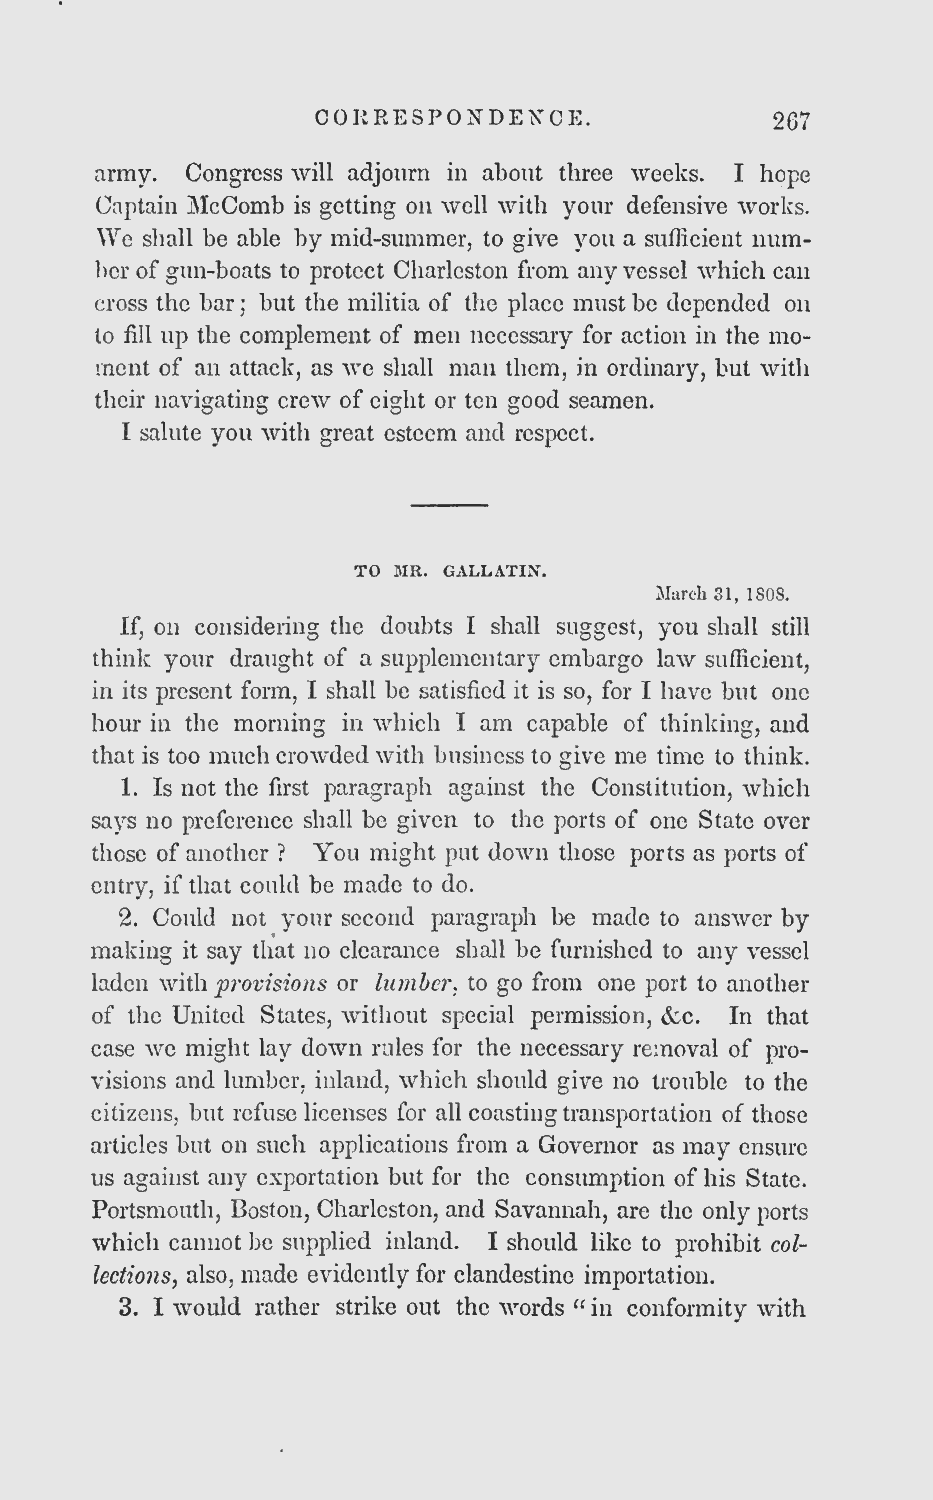 CORRESPONDENCE. 267
army. Congress will adjourn in about three weeks. I hope
Captain McComb is getting on well with your defensive works.
We shall be able by mid-summer, to give you a sufficient num-
ber of gun-boats to protect Charleston from any vessel which can
cross the bar; but the militia of the place must be depended on
to fill up the complement of men necessary for action in the mo-
ment of an attack, as we shall man them, in ordinary, but with
their navigating crew of eight or ten good seamen.
I salute you with great esteem and respect.
TO MR. GALLATIN.
March 31, 1808.
If, on considering the doubts I shall suggest, you shall still
think your draught of a supplementary embargo law sufficient,
in its present form, I shall be satisfied it is so, for I have but one
hour in the morning in which I am capable of thinking, and
that is too much crowded with business to give me time to think.
1. Is not the first paragraph against the Constitution, which
says no preference shall be given to the ports of one State over
those of another ? You might put down those ports as ports of
entry, if that could be made to do.
2. Could not your second paragraph be made to answer by
making it say that no clearance shall be furnished to any vessel
laden with provisions or lumber, to go from one port to another
of the United States, without special permission, &c. In that
case we might lay down rules for the necessary removal of pro-
visions and lumber, inland, which should give no trouble to the
citizens, but refuse licenses for all coasting transportation of those
articles but on such applications from a Governor as may ensure
us against any exportation but for the consumption of his State.
Portsmouth, Boston, Charleston, and Savannah, are the only ports
which cannot be supplied inland. I should like to prohibit col-
lections, also, made evidently for clandestine importation.
3. I would rather strike out the words "in conformity with